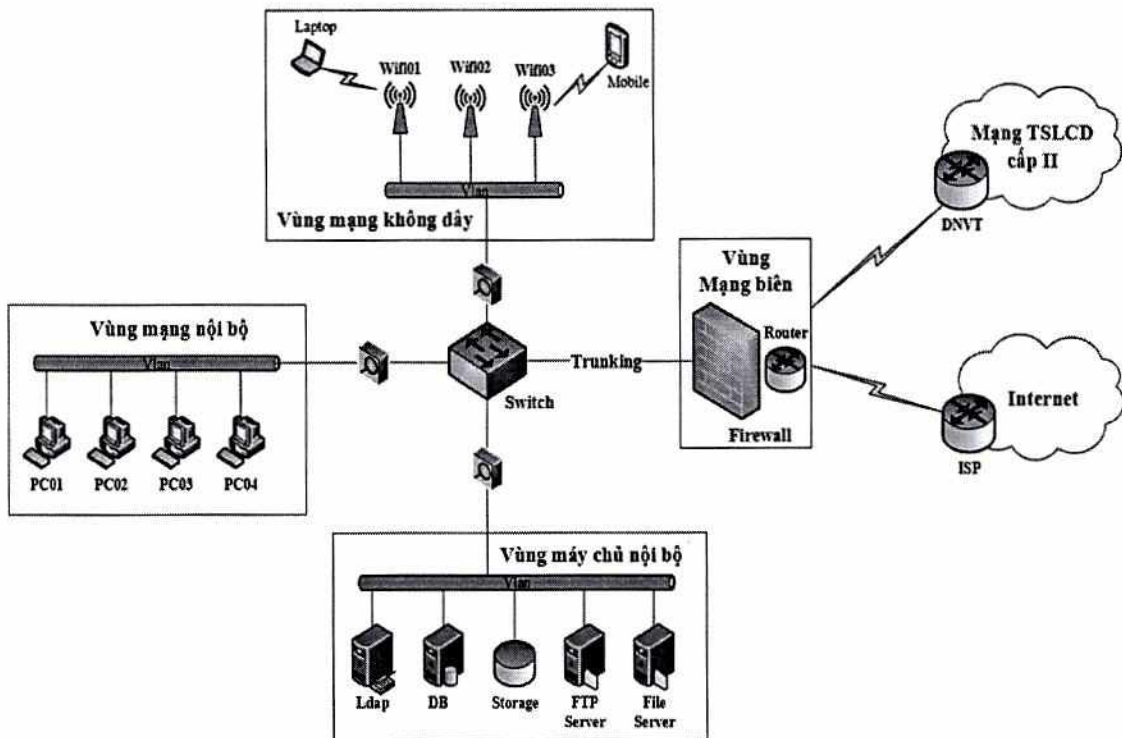 Laptop
Wifi01
Wifi02
Wifi03
Mobile
Vlan
Vùng mạng không dây
Mạng TSLCD
cấp II
DNVT
Vùng
Mạng biên
Router
Firewall
Vùng mạng nội bộ
Vlan
PC01
PC02
PC03
PC04
Trunking
Switch
Internet
ISP
Vùng máy chủ nội bộ
Vlan
Ldap
DB
Storage
FTP
Server
File
Server